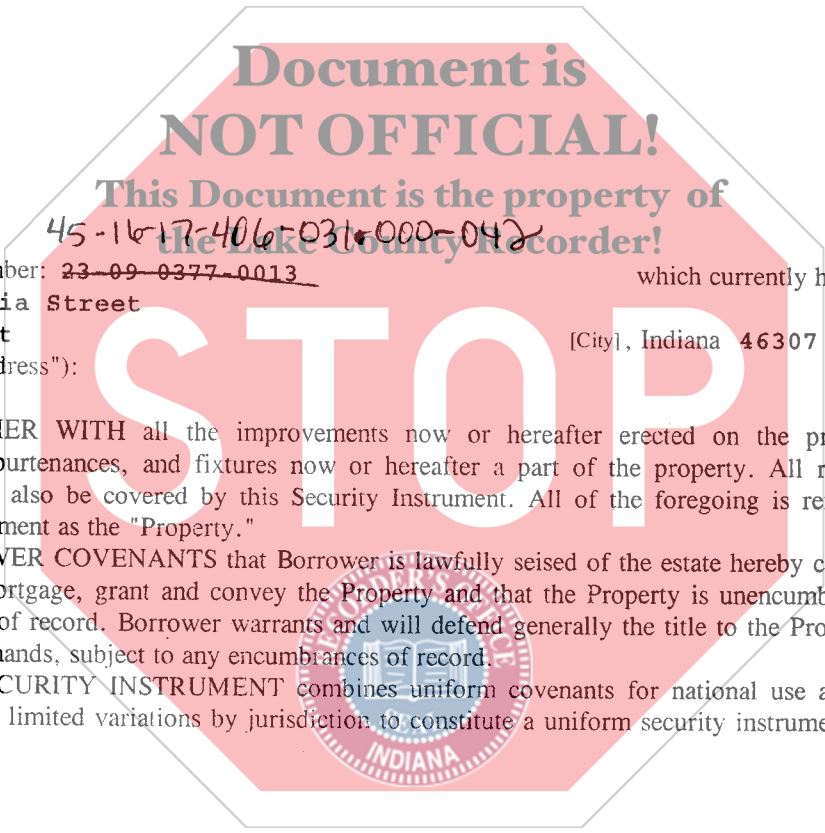 Document is
NOT OFFICIAL!
This Document is the property of
the Lake County Recorder!
45-16-17-406-031.000-042
ber: 23-09-0377-0013 which currently h
ia Street
t [City], Indiana 46307
dress"):
STOP
ER WITH all the improvements now or hereafter erected on the pr
purtenances, and fixtures now or hereafter a part of the property. All r
also be covered by this Security Instrument. All of the foregoing is re
ment as the "Property."
VER COVENANTS that Borrower is lawfully seised of the estate hereby c
ortgage, grant and convey the Property and that the Property is unencumb
of record. Borrower warrants and will defend generally the title to the Pro
nands, subject to any encumbrances of record.
CURITY INSTRUMENT combines uniform covenants for national use a
limited variations by jurisdiction to constitute a uniform security instrume
RECORDER'S OFFICE
SEAL
INDIANA